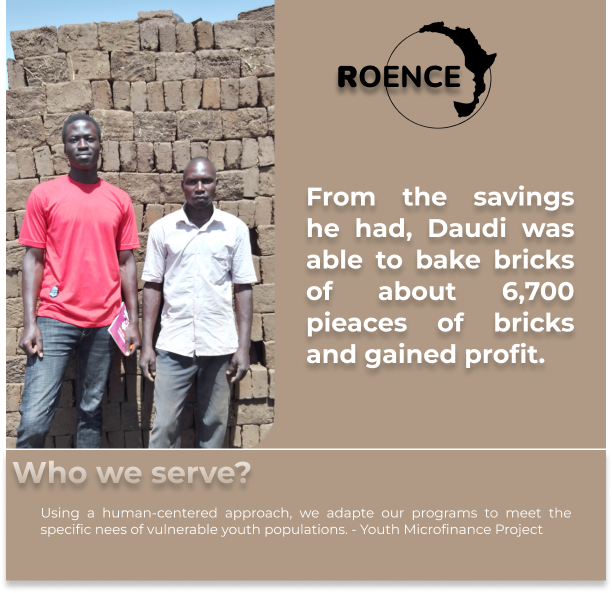 ROENCE
From the savings
he had, Daudi was
able to bake bricks
of about 6,700
pieaces of bricks
and gained profit.
Who we serve?
Using a human-centered approach, we adapte our programs to meet the
specific nees of vulnerable youth populations. - Youth Microfinance Project